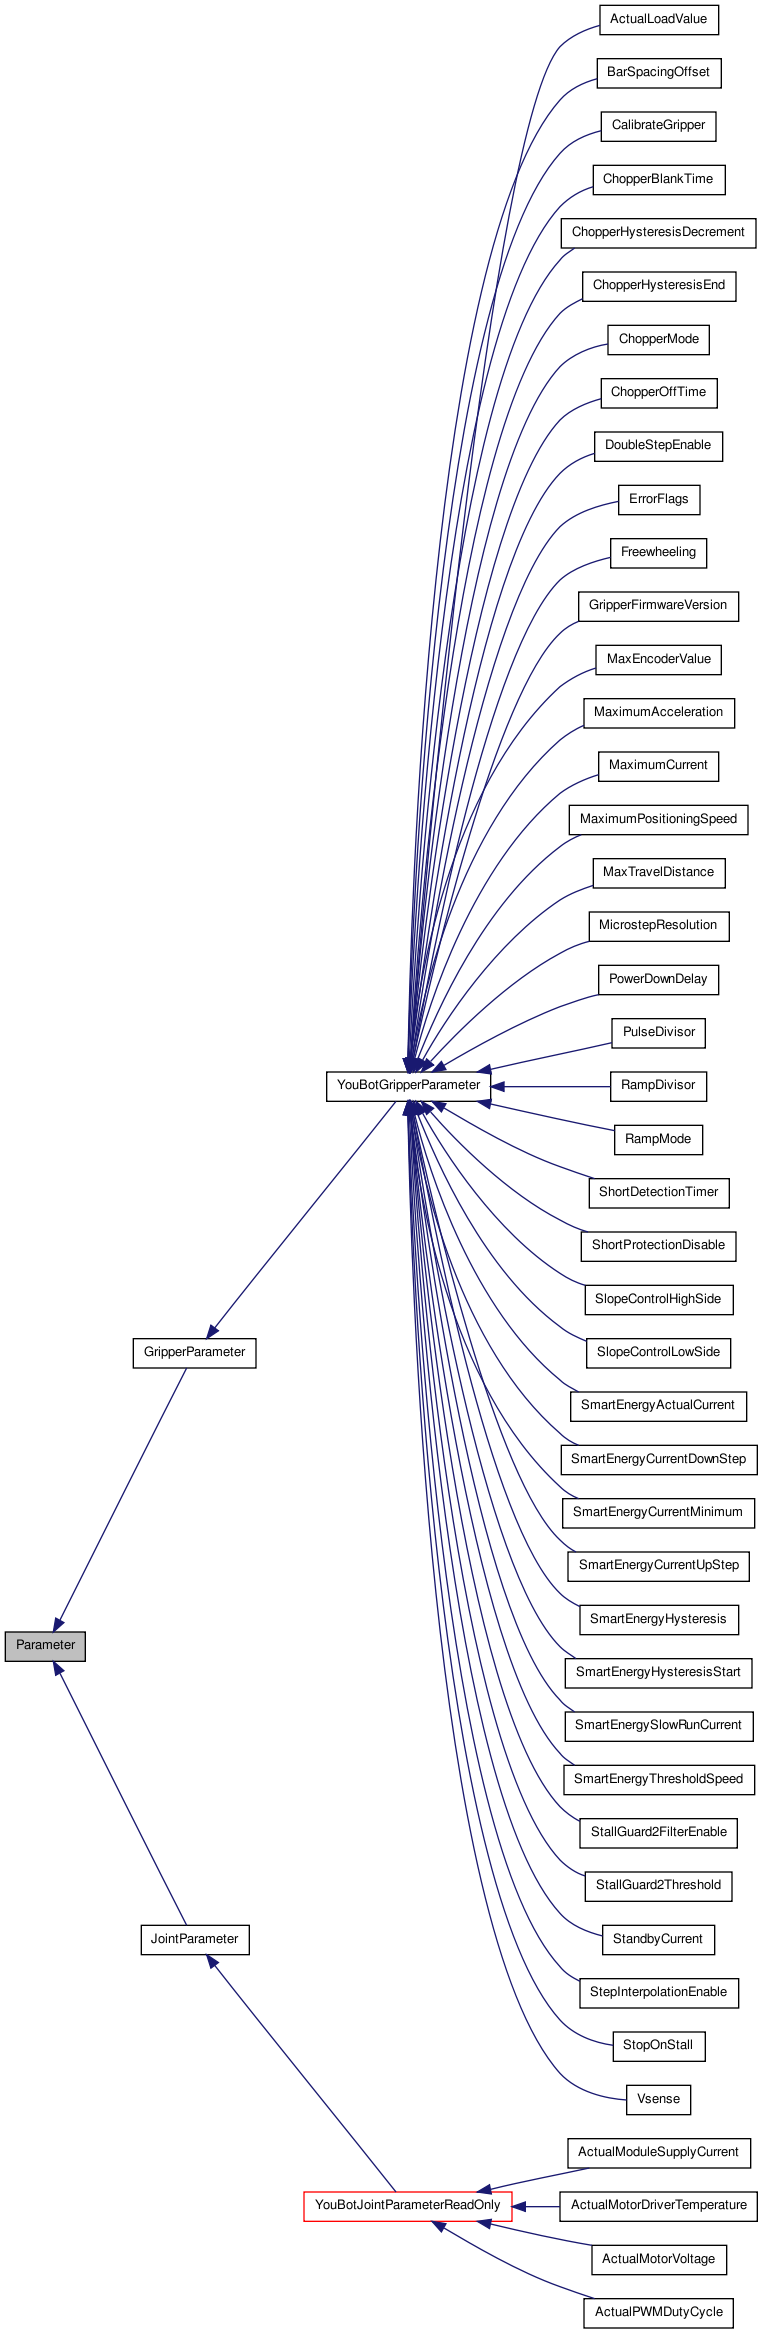 ActualLoadValue
BarSpacingOffset
CalibrateGripper
ChopperBlankTime
ChopperHysteresisDecrement
ChopperHysteresisEnd
ChopperMode
ChopperOffTime
DoubleStepEnable
ErrorFlags
Freewheeling
GripperFirmwareVersion
MaxEncoderValue
MaximumAcceleration
MaximumCurrent
MaximumPositioningSpeed
MaxTravelDistance
MicrostepResolution
PowerDownDelay
PulseDivisor
YouBotGripperParameter
RampDivisor
RampMode
ShortDetectionTimer
ShortProtectionDisable
SlopeControlHighSide
GripperParameter
SlopeControlLowSide
SmartEnergyActualCurrent
SmartEnergyCurrentDownStep
SmartEnergyCurrentMinimum
SmartEnergyCurrentUpStep
SmartEnergyHysteresis
Parameter
SmartEnergyHysteresisStart
SmartEnergySlowRunCurrent
SmartEnergyThresholdSpeed
StallGuard2FilterEnable
StallGuard2Threshold
JointParameter
StandbyCurrent
StepInterpolationEnable
StopOnStall
Vsense
ActualModuleSupplyCurrent
YouBotJointParameterReadOnly
ActualMotorDriverTemperature
ActualMotorVoltage
ActualPWMDutyCycle